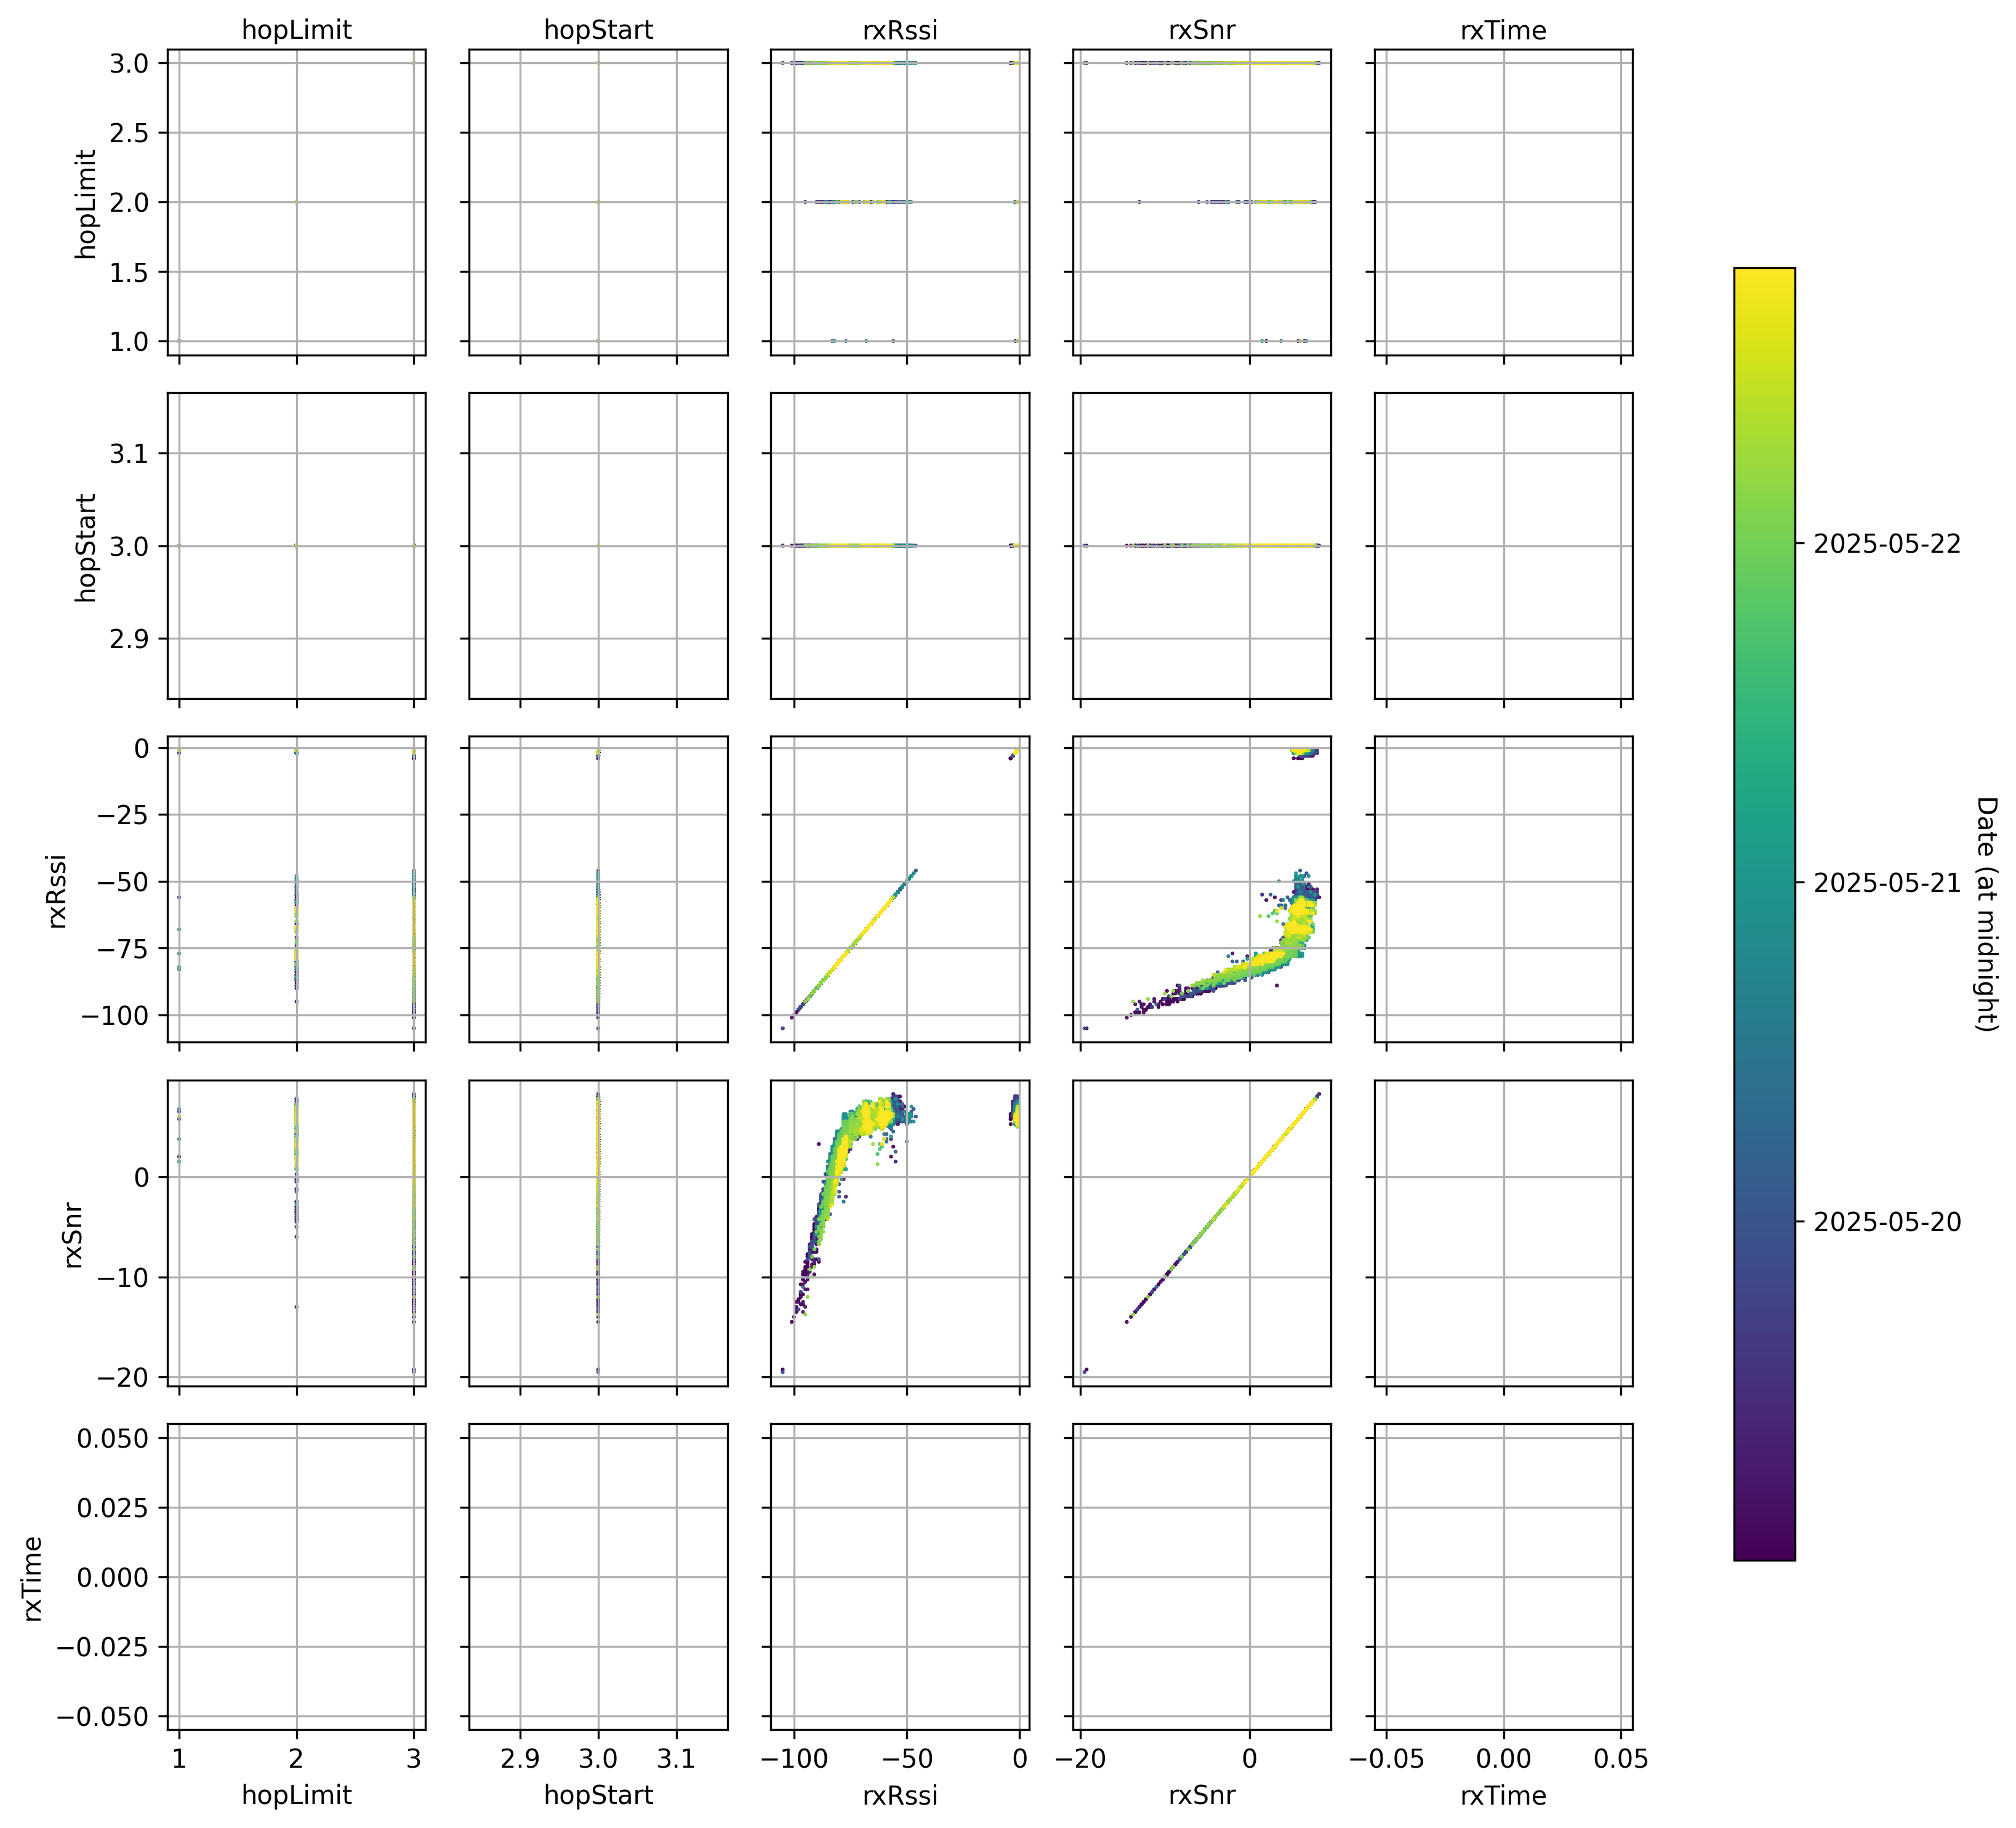 hopLimit hopStart rxRssi rxSnr rxTime
3.0
2.5
2.0
1.5
1.0
hopLimit
3.1
3.0
2.9
hopStart
0
−25
−50
−75
−100
rxRssi
0
−10
−20
rxSnr
0.050
0.025
0.000
−0.025
−0.050
rxTime
1 2 3 2.9 3.0 3.1 −100 −50 0 −20 0 −0.05 0.00 0.05
hopLimit hopStart rxRssi rxSnr rxTime
2025-05-22
2025-05-21
2025-05-20
Date (at midnight)